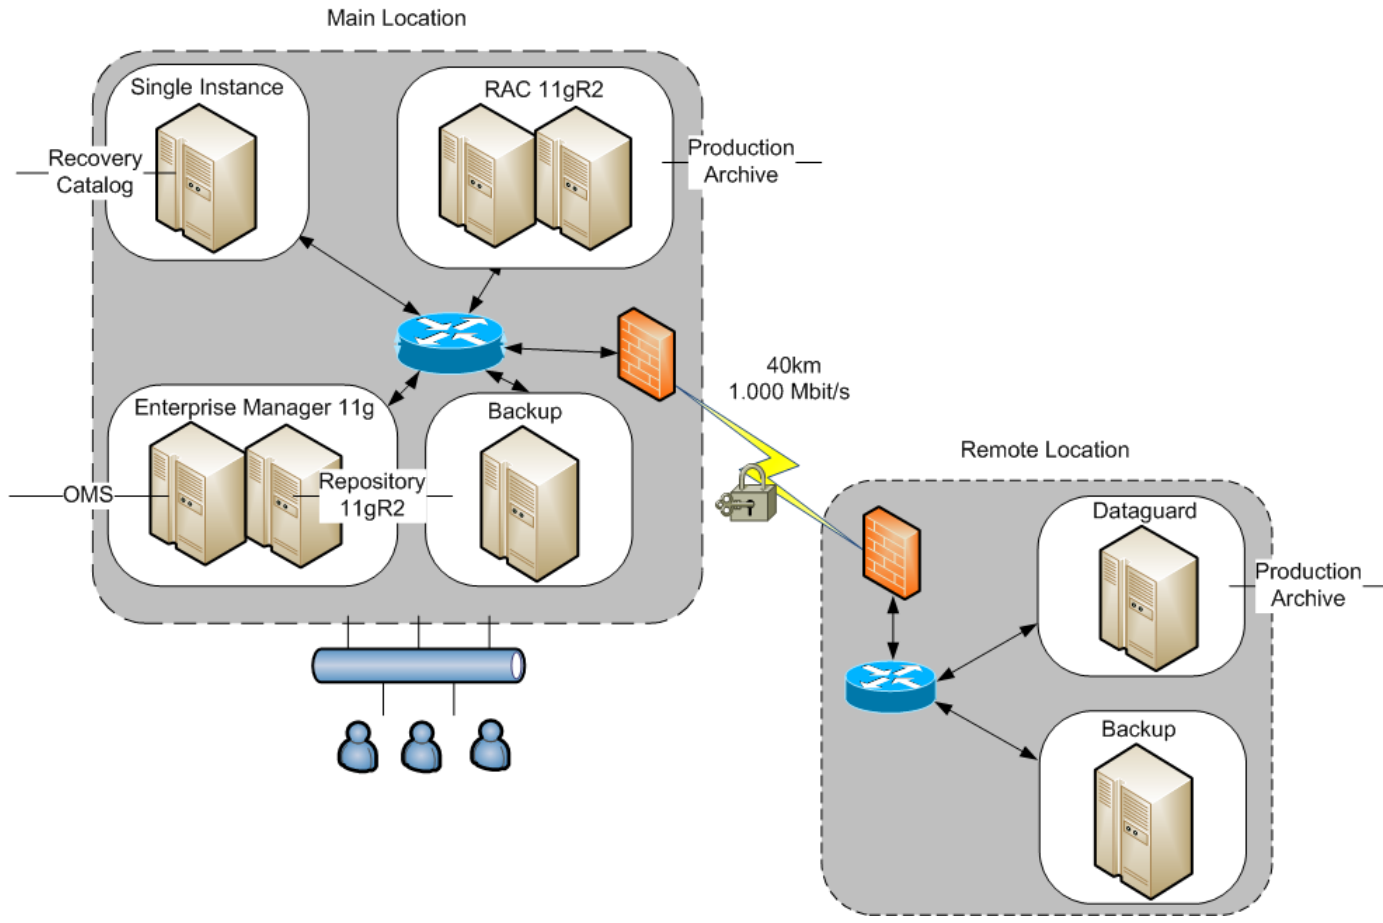 Main Location
Single Instance
RAC 11gR2
Recovery
Catalog
Production
Archive
40km
1.000 Mbit/s
Enterprise Manager 11g
Backup
OMS
Repository
11gR2
Remote Location
Dataguard
Production
Archive
Backup